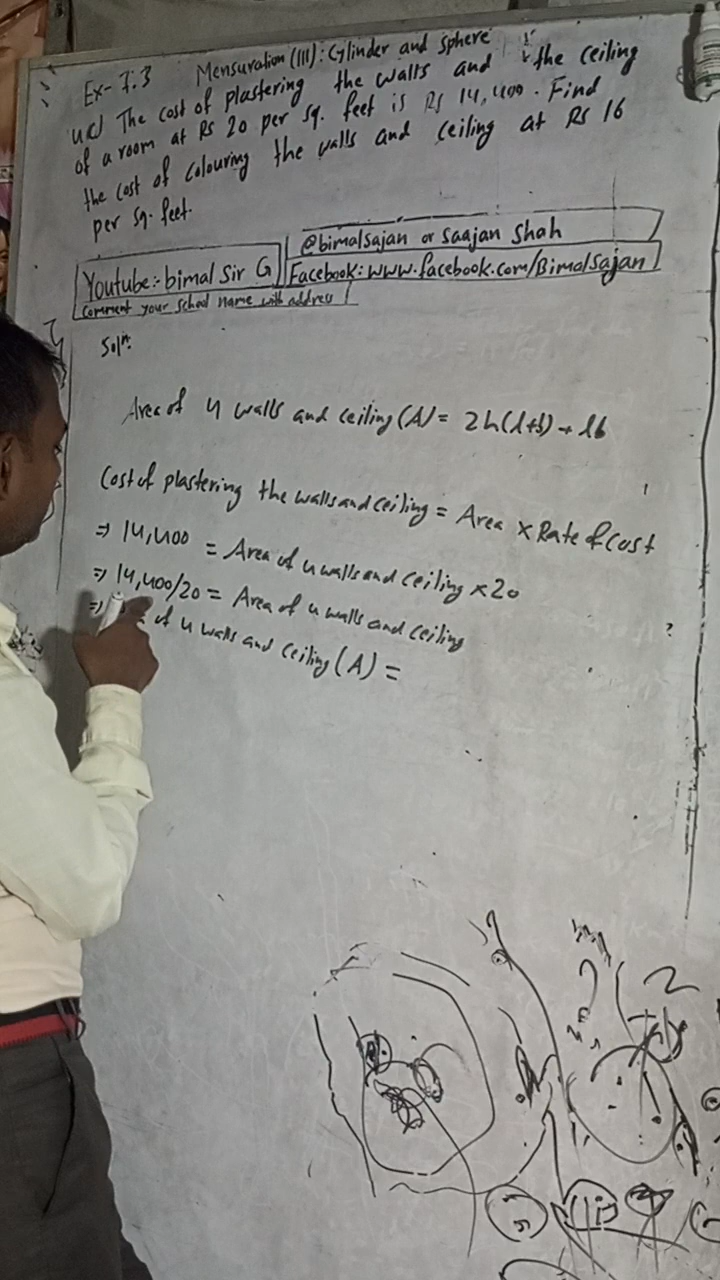 Ex- 7.3 Mensuration (III): Cylinder and Sphere
4(c) The cost of plastering the walls and the ceiling
of a room at Rs 20 per sq. feet is Rs 14,400. Find
the cost of colouring the walls and ceiling at Rs 16
per sq. feet.
@bimalsajan or Saajan Shah
Youtube:- bimal Sir G
Facebook: www.facebook.com/Bimalsajan
Comment your school name with address
Solⁿ:
Area of 4 walls and ceiling (A) = 2h(l+b) + lb
Cost of plastering the walls and ceiling = Area × Rate of cost
⇒ 14,400 = Area of 4 walls and ceiling × 20
⇒ 14,400/20 = Area of 4 walls and ceiling
⇒ of 4 walls and ceiling (A) =